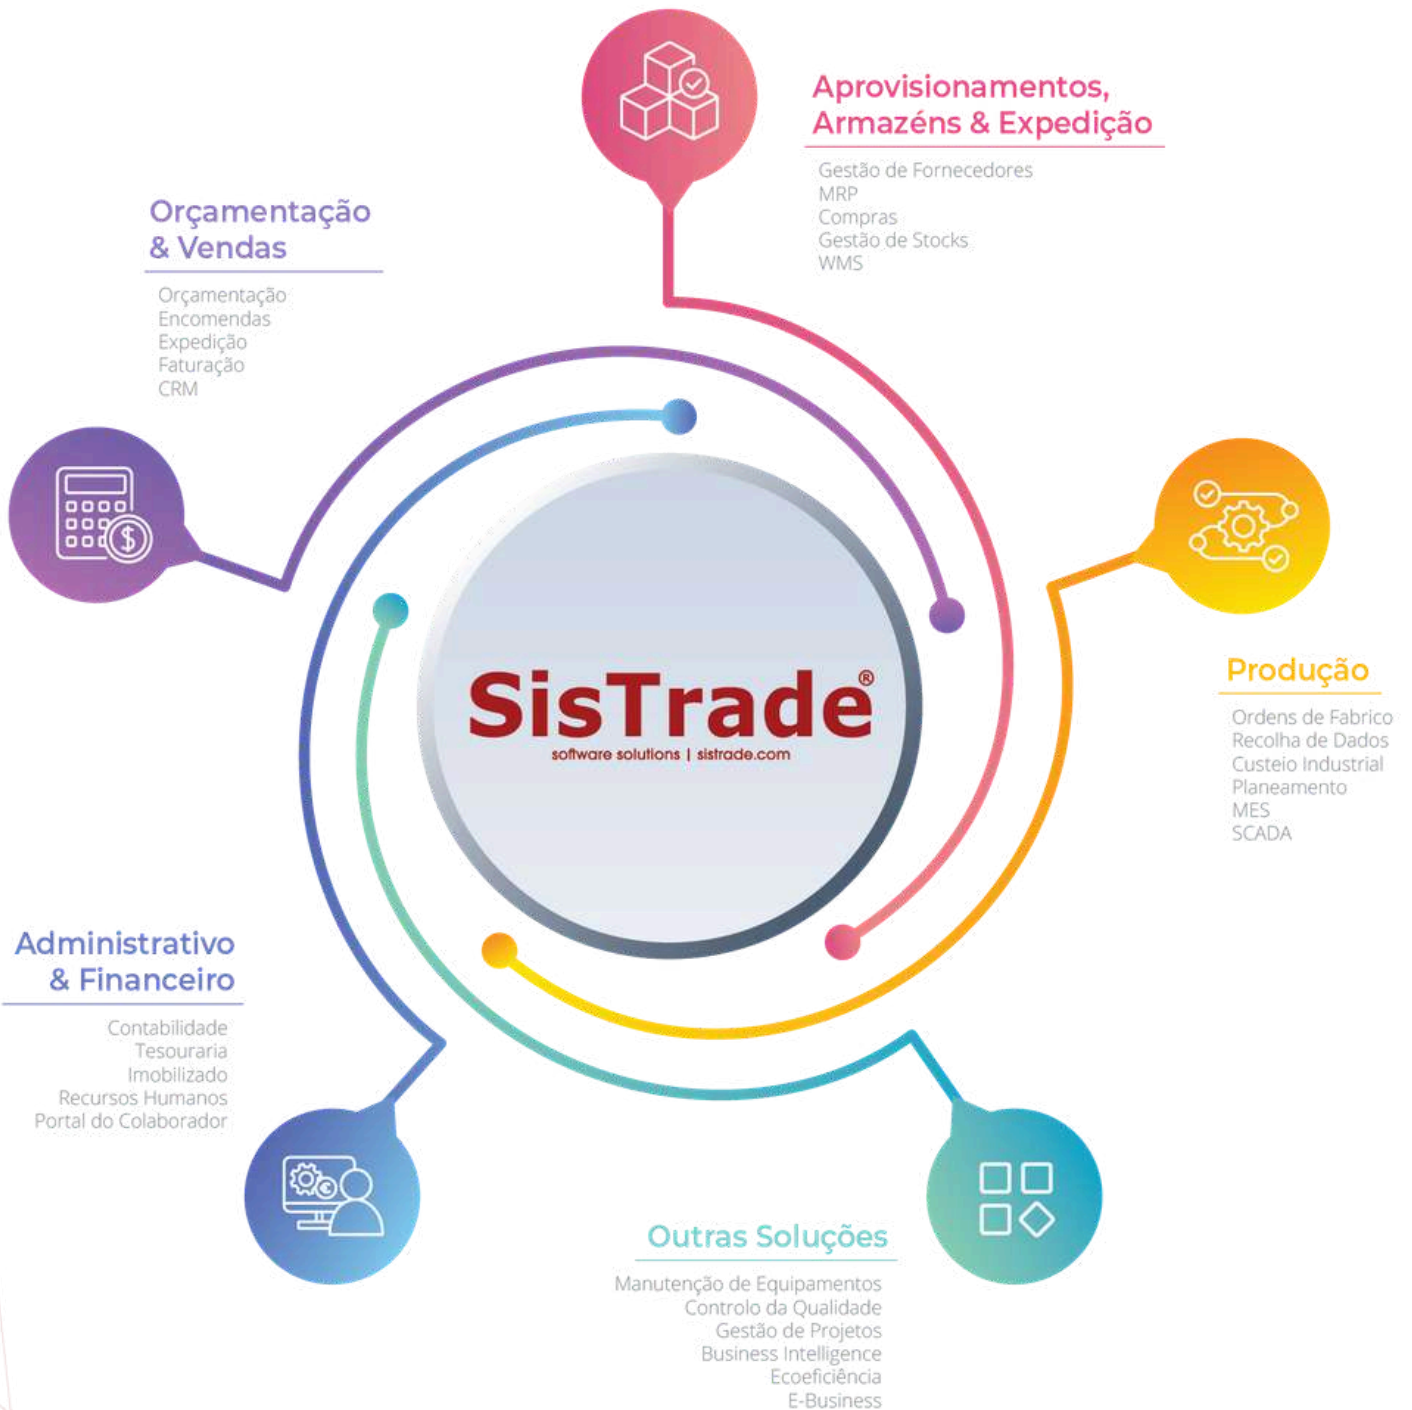 Aprovisionamentos,
Armazéns & Expedição
Gestão de Fornecedores
MRP
Compras
Gestão de Stocks
WMS
Orçamentação
& Vendas
Orçamentação
Encomendas
Expedição
Faturação
CRM
$
SisTrade®
software solutions | sistrade.com
Produção
Ordens de Fabrico
Recolha de Dados
Custeio Industrial
Planeamento
MES
SCADA
Administrativo
& Financeiro
Contabilidade
Tesouraria
Imobilizado
Recursos Humanos
Portal do Colaborador
€
Outras Soluções
Manutenção de Equipamentos
Controlo da Qualidade
Gestão de Projetos
Business Intelligence
Ecoeficiência
E-Business